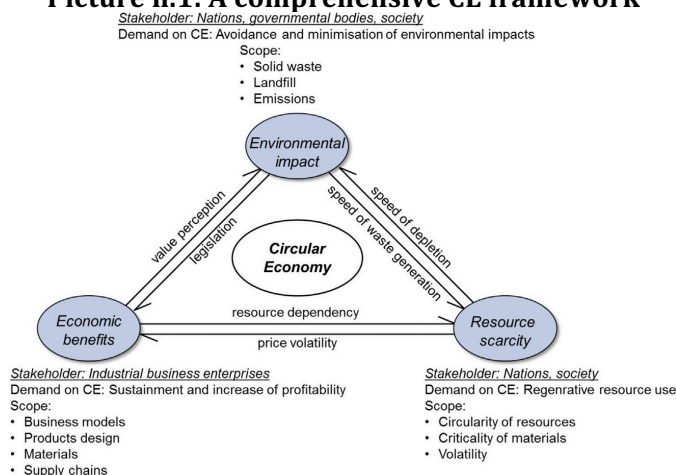 Picture n.1: A comprehensive CE framework
Stakeholder: Nations, governmental bodies, society
Demand on CE: Avoidance and minimisation of environmental impacts
Scope:
• Solid waste
• Landfill
• Emissions
Environmental
impact
value perception
legislation
speed of depletion
speed of waste generation
Circular
Economy
Economic
benefits
resource dependency
price volatility
Resource
scarcity
Stakeholder: Industrial business enterprises
Demand on CE: Sustainment and increase of profitability
Scope:
• Business models
• Products design
• Materials
• Supply chains
Stakeholder: Nations, society
Demand on CE: Regenrative resource use
Scope:
• Circularity of resources
• Criticality of materials
• Volatility